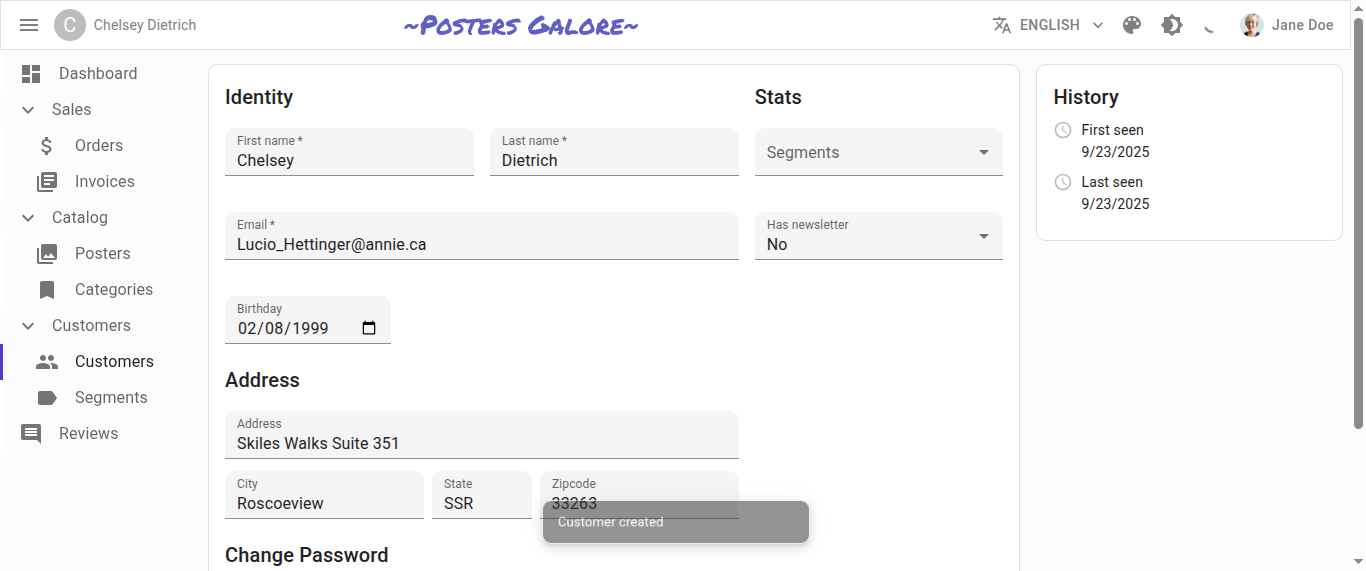 C Chelsey Dietrich
~Posters Galore~
ENGLISH
Jane Doe
Dashboard
Sales
Orders
Invoices
Catalog
Posters
Categories
Customers
Customers
Segments
Reviews
Identity
First name *
Chelsey
Last name *
Dietrich
Email *
Lucio_Hettinger@annie.ca
Birthday
02/08/1999
Address
Address
Skiles Walks Suite 351
City
Roscoeview
State
SSR
Zipcode
33263
Change Password
Stats
Segments
Has newsletter
No
History
First seen
9/23/2025
Last seen
9/23/2025
Customer created